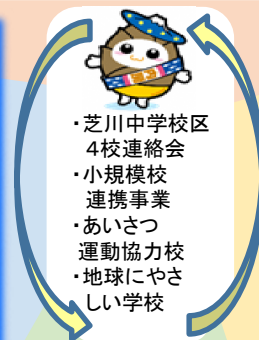 ・芝川中学校区
４校連絡会
・小規模校
連携事業
・あいさつ
運動協力校
・地球にやさ
しい学校